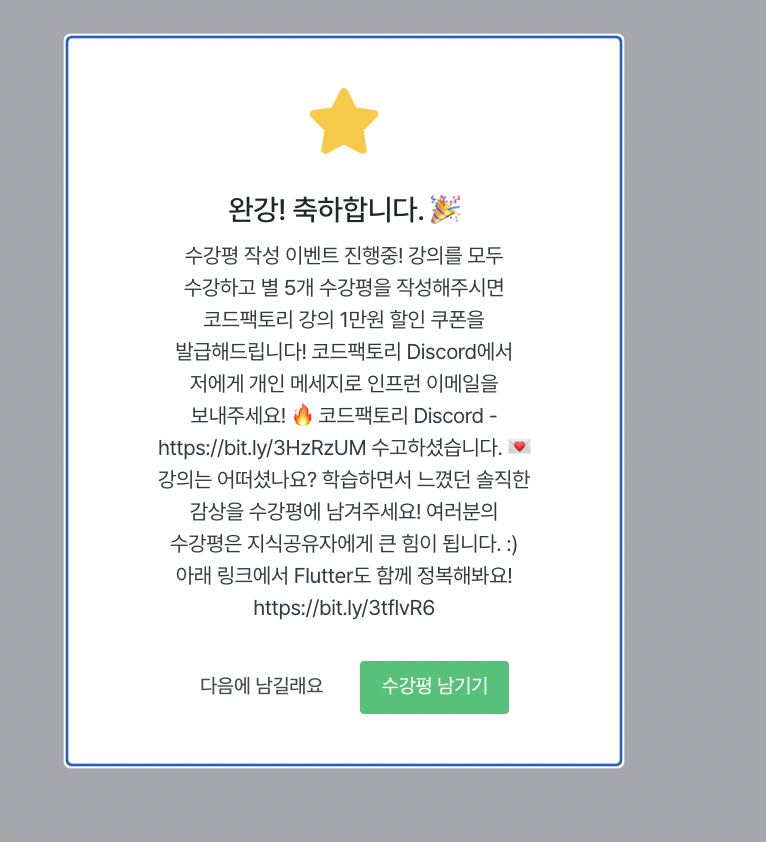 완강! 축하합니다. 🎉
수강평 작성 이벤트 진행중! 강의를 모두
수강하고 별 5개 수강평을 작성해주시면
코드팩토리 강의 1만원 할인 쿠폰을
발급해드립니다! 코드팩토리 Discord에서
저에게 개인 메세지로 인프런 이메일을
보내주세요! 🔥 코드팩토리 Discord -
https://bit.ly/3HzRzUM 수고하셨습니다. 💌
강의는 어떠셨나요? 학습하면서 느꼈던 솔직한
감상을 수강평에 남겨주세요! 여러분의
수강평은 지식공유자에게 큰 힘이 됩니다. :)
아래 링크에서 Flutter도 함께 정복해봐요!
https://bit.ly/3tflvR6
다음에 남길래요
수강평 남기기